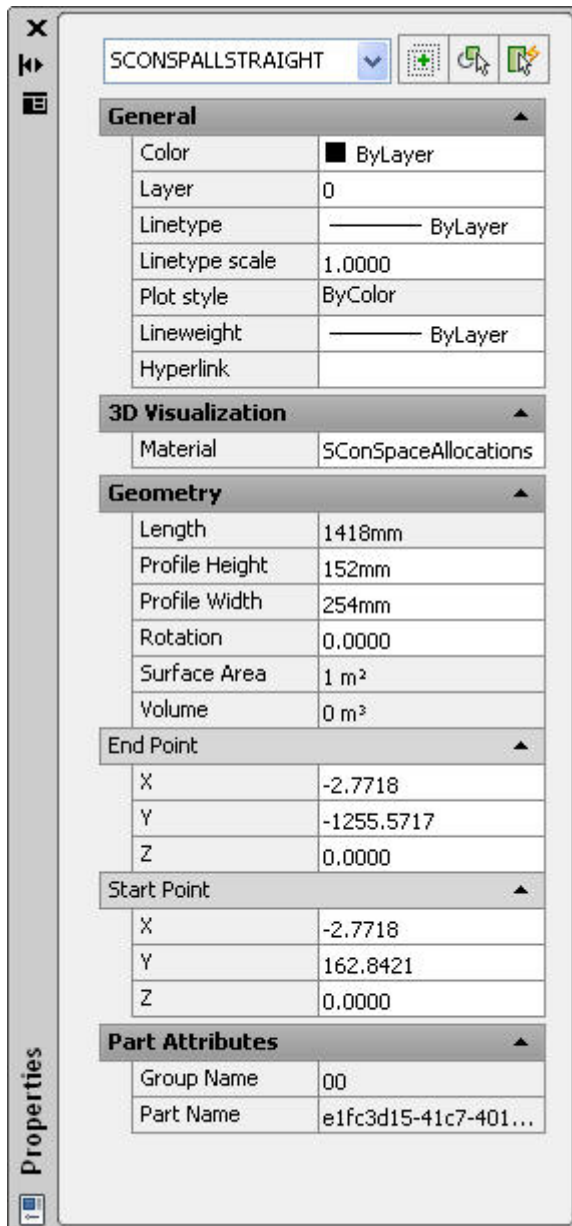 SCONSPALLSTRAIGHT
General
Color ByLayer
Layer 0
Linetype ByLayer
Linetype scale 1.0000
Plot style ByColor
Lineweight ByLayer
Hyperlink
3D Visualization
Material SConSpaceAllocations
Geometry
Length 1418mm
Profile Height 152mm
Profile Width 254mm
Rotation 0.0000
Surface Area 1 m²
Volume 0 m³
End Point
X -2.7718
Y -1255.5717
Z 0.0000
Start Point
X -2.7718
Y 162.8421
Z 0.0000
Part Attributes
Group Name 00
Part Name e1fc3d15-41c7-401...
Properties